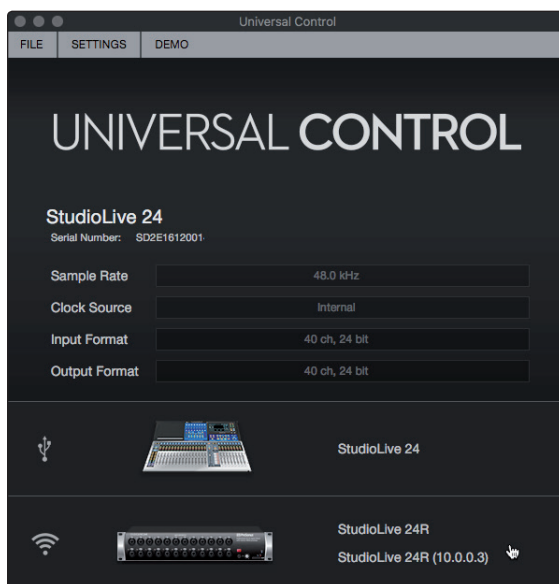 Universal Control
FILE SETTINGS DEMO
UNIVERSAL CONTROL
StudioLive 24
Serial Number: SD2E1612001
Sample Rate 48.0 kHz
Clock Source Internal
Input Format 40 ch, 24 bit
Output Format 40 ch, 24 bit
StudioLive 24
StudioLive 24R
StudioLive 24R (10.0.0.3)